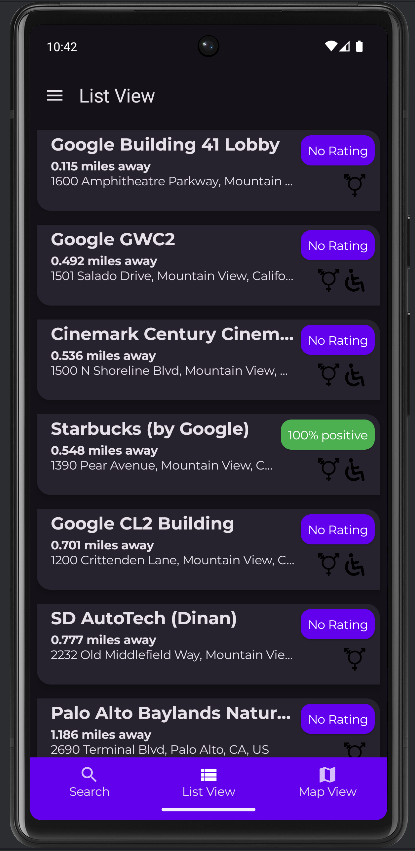 10:42
List View
Google Building 41 Lobby
No Rating
0.115 miles away
1600 Amphitheatre Parkway, Mountain ...
Google GWC2
No Rating
0.492 miles away
1501 Salado Drive, Mountain View, Califo...
Cinemark Century Cinem...
No Rating
0.536 miles away
1500 N Shoreline Blvd, Mountain View, ...
Starbucks (by Google)
100% positive
0.548 miles away
1390 Pear Avenue, Mountain View, C...
Google CL2 Building
No Rating
0.701 miles away
1200 Crittenden Lane, Mountain View, C...
SD AutoTech (Dinan)
No Rating
0.777 miles away
2232 Old Middlefield Way, Mountain Vie...
Palo Alto Baylands Natur...
No Rating
1.186 miles away
2690 Terminal Blvd, Palo Alto, CA, US
Search
List View
Map View